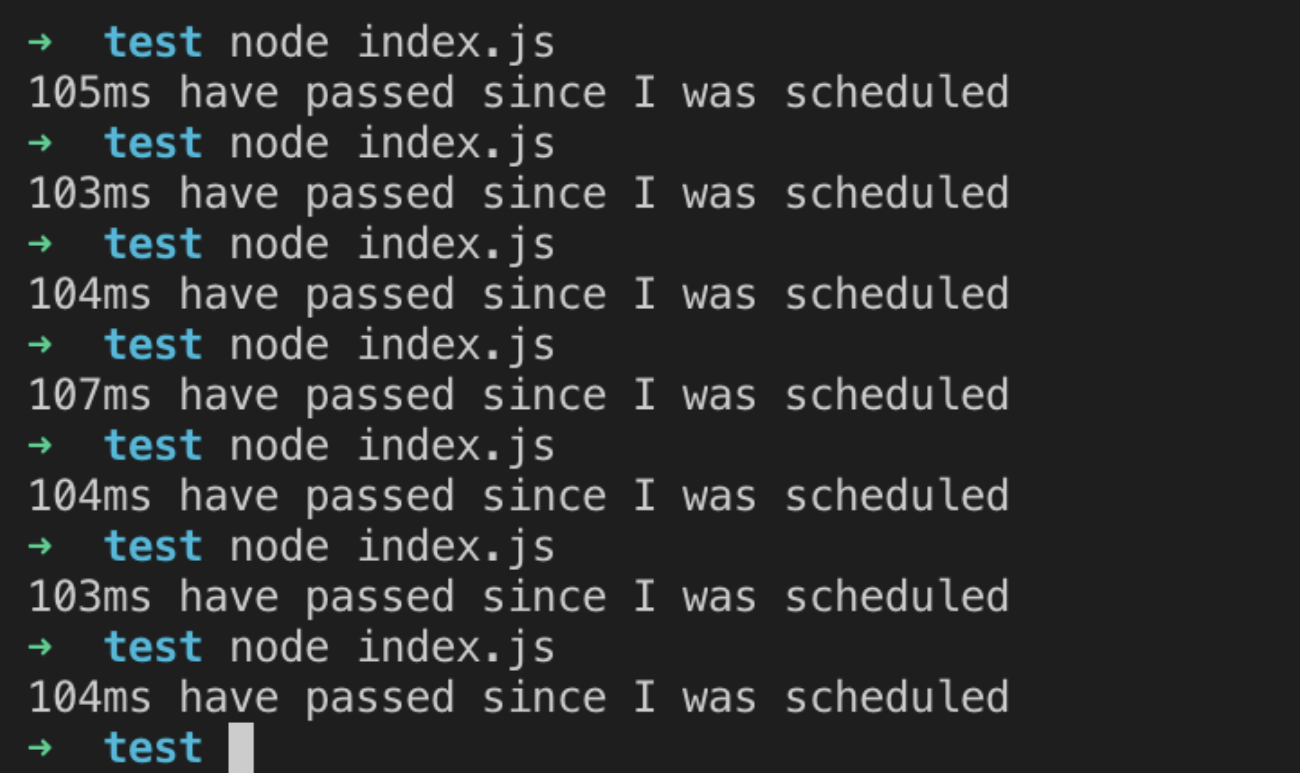 → test node index.js
105ms have passed since I was scheduled
→ test node index.js
103ms have passed since I was scheduled
→ test node index.js
104ms have passed since I was scheduled
→ test node index.js
107ms have passed since I was scheduled
→ test node index.js
104ms have passed since I was scheduled
→ test node index.js
103ms have passed since I was scheduled
→ test node index.js
104ms have passed since I was scheduled
→ test